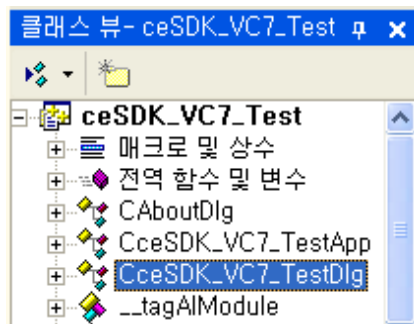 클래스 뷰- ceSDK_VC7_Test
ceSDK_VC7_Test
매크로 및 상수
전역 함수 및 변수
CAboutDlg
CceSDK_VC7_TestApp
CceSDK_VC7_TestDlg
__tagAIModule